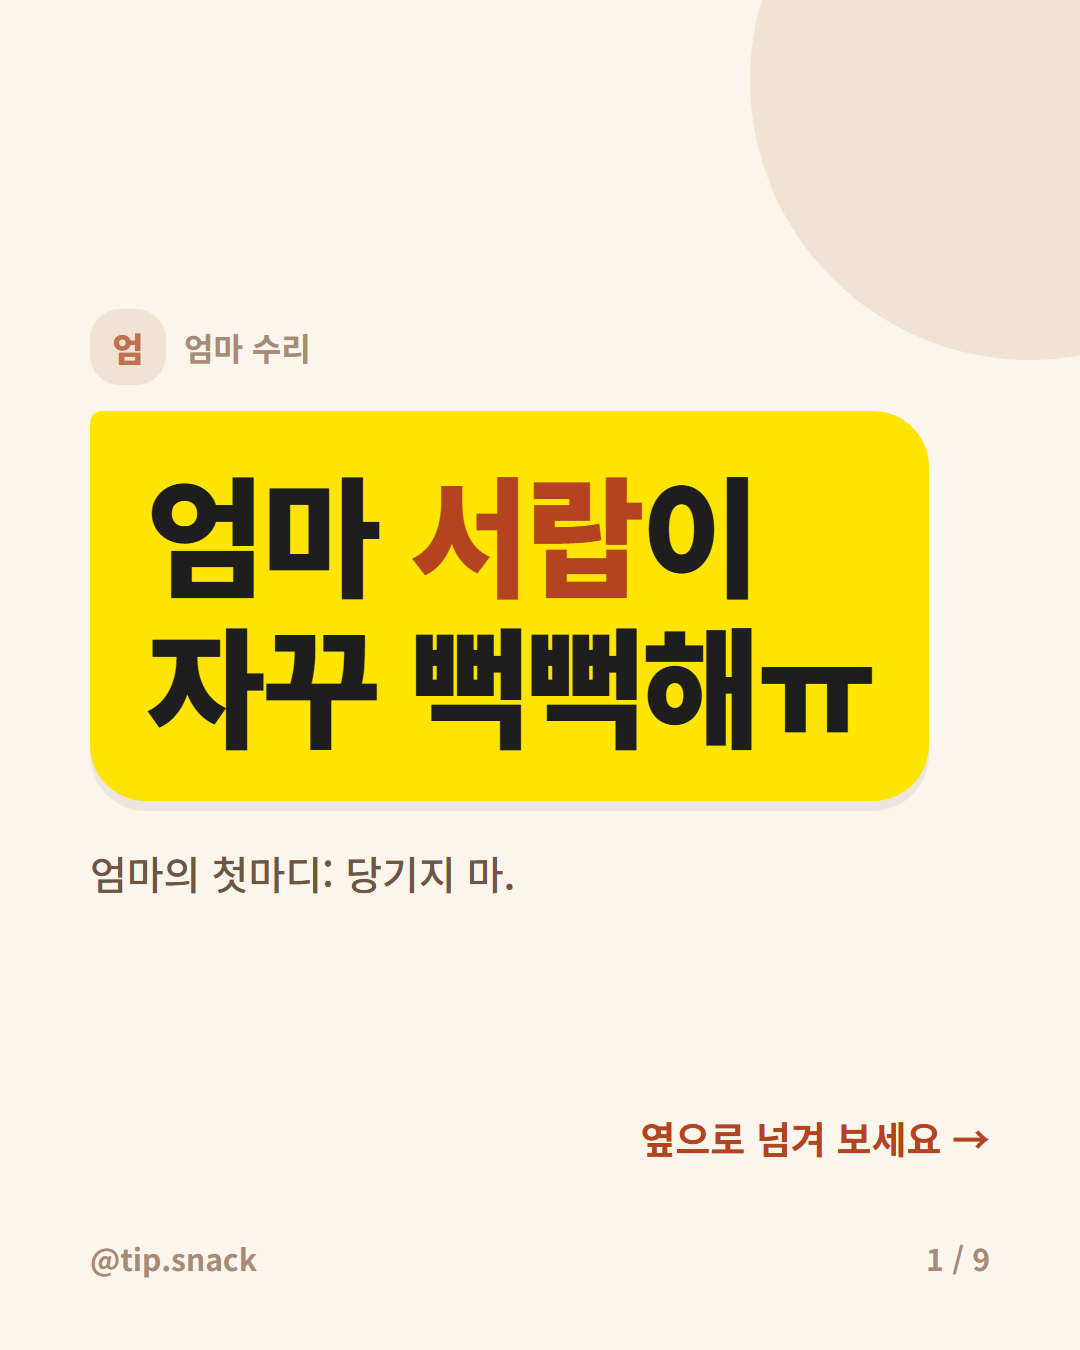 엄
엄마 수리
엄마 서랍이
자꾸 뻑뻑해ㅠ
엄마의 첫마디: 당기지 마.
옆으로 넘겨 보세요 →
@tip.snack
1 / 9